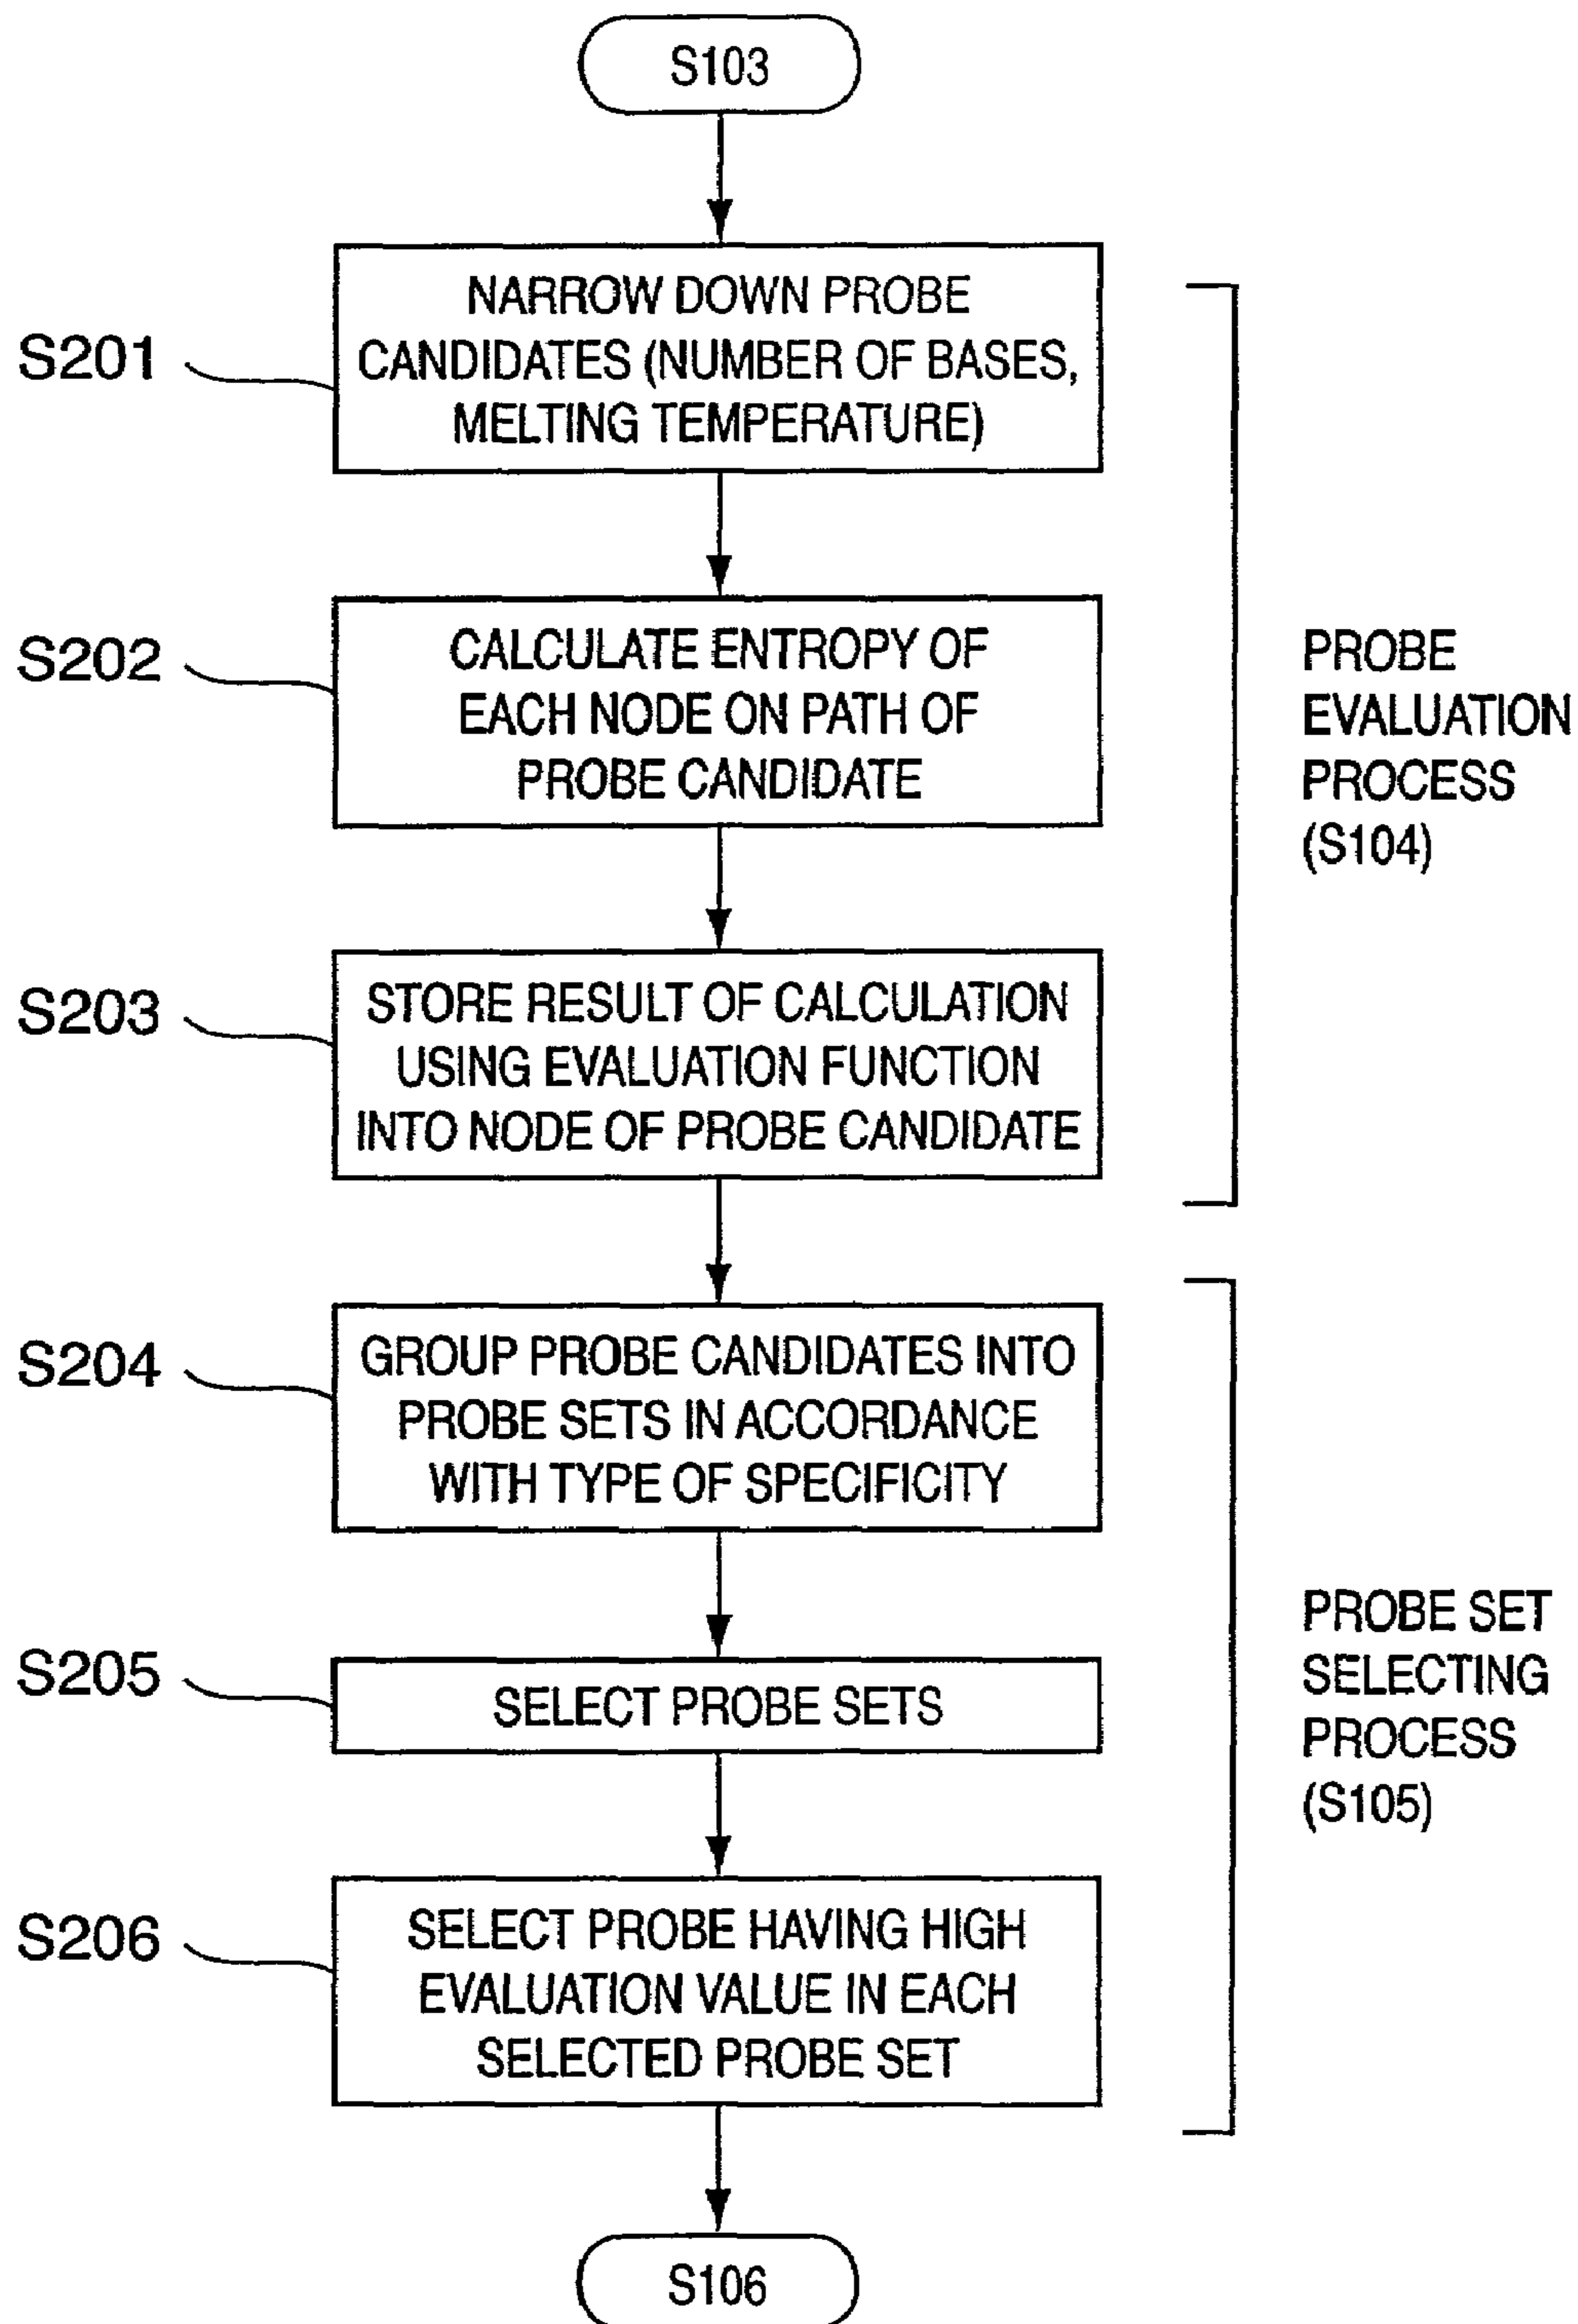 S103
S201
NARROW DOWN PROBE
CANDIDATES (NUMBER OF BASES,
MELTING TEMPERATURE)
S202
CALCULATE ENTROPY OF
EACH NODE ON PATH OF
PROBE CANDIDATE
PROBE
EVALUATION
PROCESS
(S104)
S203
STORE RESULT OF CALCULATION
USING EVALUATION FUNCTION
INTO NODE OF PROBE CANDIDATE
S204
GROUP PROBE CANDIDATES INTO
PROBE SETS IN ACCORDANCE
WITH TYPE OF SPECIFICITY
S205
SELECT PROBE SETS
PROBE SET
SELECTING
PROCESS
(S105)
S206
SELECT PROBE HAVING HIGH
EVALUATION VALUE IN EACH
SELECTED PROBE SET
S106